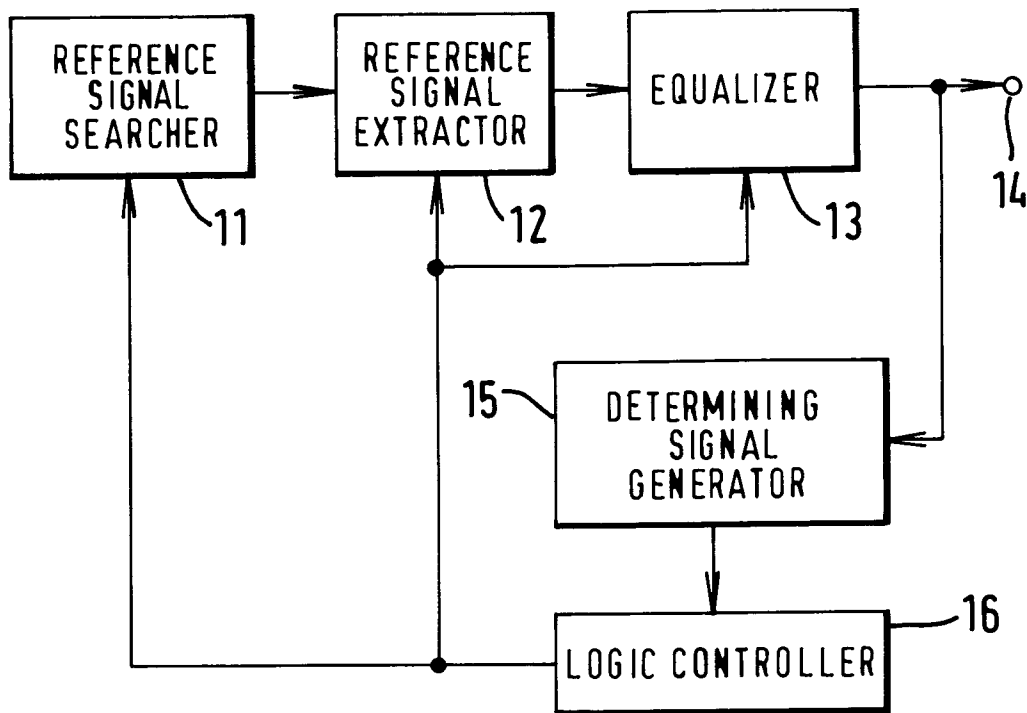 REFERENCE
SIGNAL
SEARCHER
11
REFERENCE
SIGNAL
EXTRACTOR
12
EQUALIZER
13
14
15
DETERMINING
SIGNAL
GENERATOR
16
LOGIC CONTROLLER